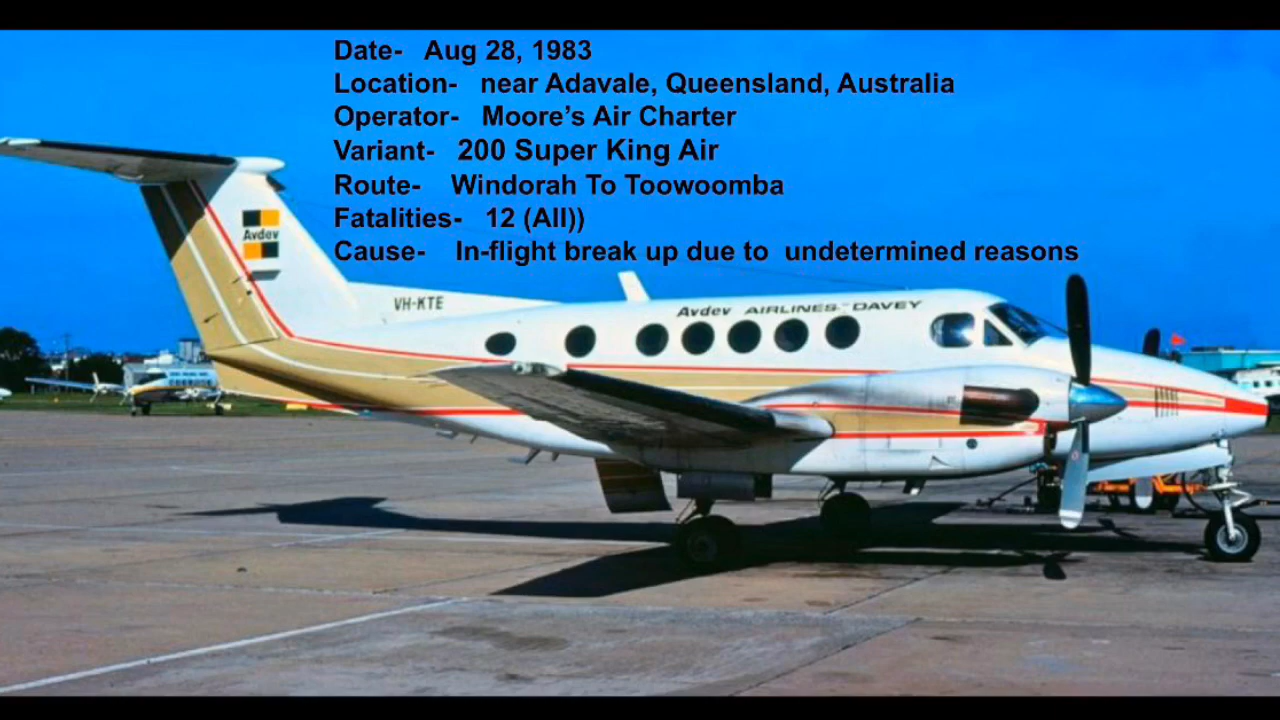 Date- Aug 28, 1983
Location- near Adavale, Queensland, Australia
Operator- Moore’s Air Charter
Variant- 200 Super King Air
Route- Windorah To Toowoomba
Fatalities- 12 (All))
Cause- In-flight break up due to undetermined reasons
Avdev
VH-KTE
Avdev AIRLINES-DAVEY